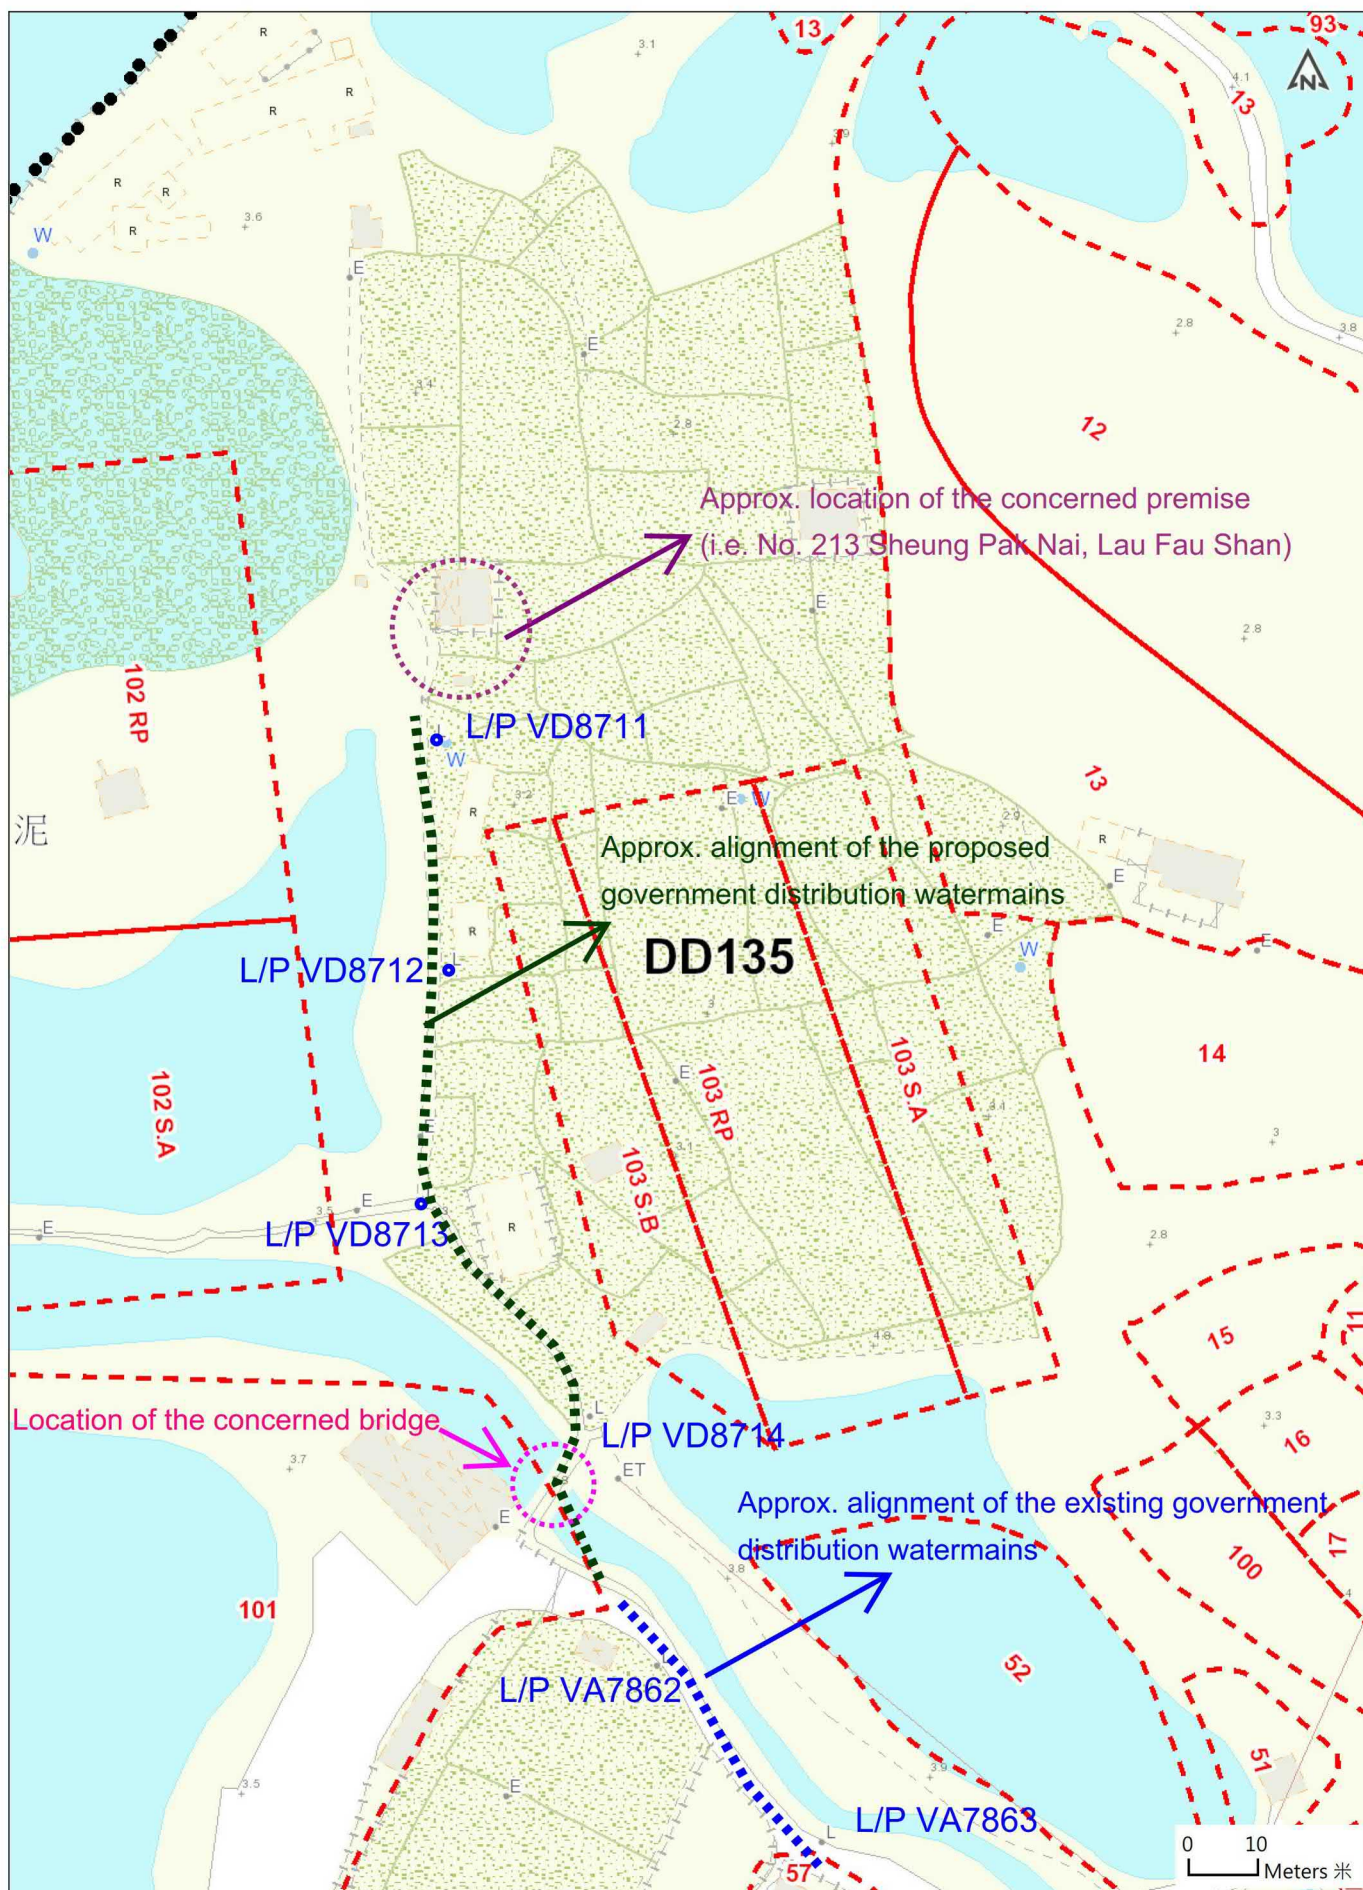 13
93
N
R
3.1
4.1
13
R
R
3.9
R
R
R
3.6
W
E
2.8
3.8
E
3.4
12
2.8
Approx. location of the concerned premise
(i.e. No. 213 Sheung Pak Nai, Lau Fau Shan)
E
2.8
102 RP
L
L/P VD8711
W
13
泥
R
3.2
E
W
2.9
R
Approx. alignment of the proposed
government distribution watermains
E
R
DD135
E
W
E
L/P VD8712
L
3
14
102 S.A
E
103 RP
103 S.A
3.1
E
3
103 S.B
3.1
E
3.5
E
L/P VD8713
R
2.8
15
11
4.8
Location of the concerned bridge
L
L/P VD8714
3.3
16
3.7
ET
E
Approx. alignment of the existing government
distribution watermains
17
100
3.8
4
101
L
52
L/P VA7862
51
3.5
E
3.9
L/P VA7863
L
57
0 10
Meters 米